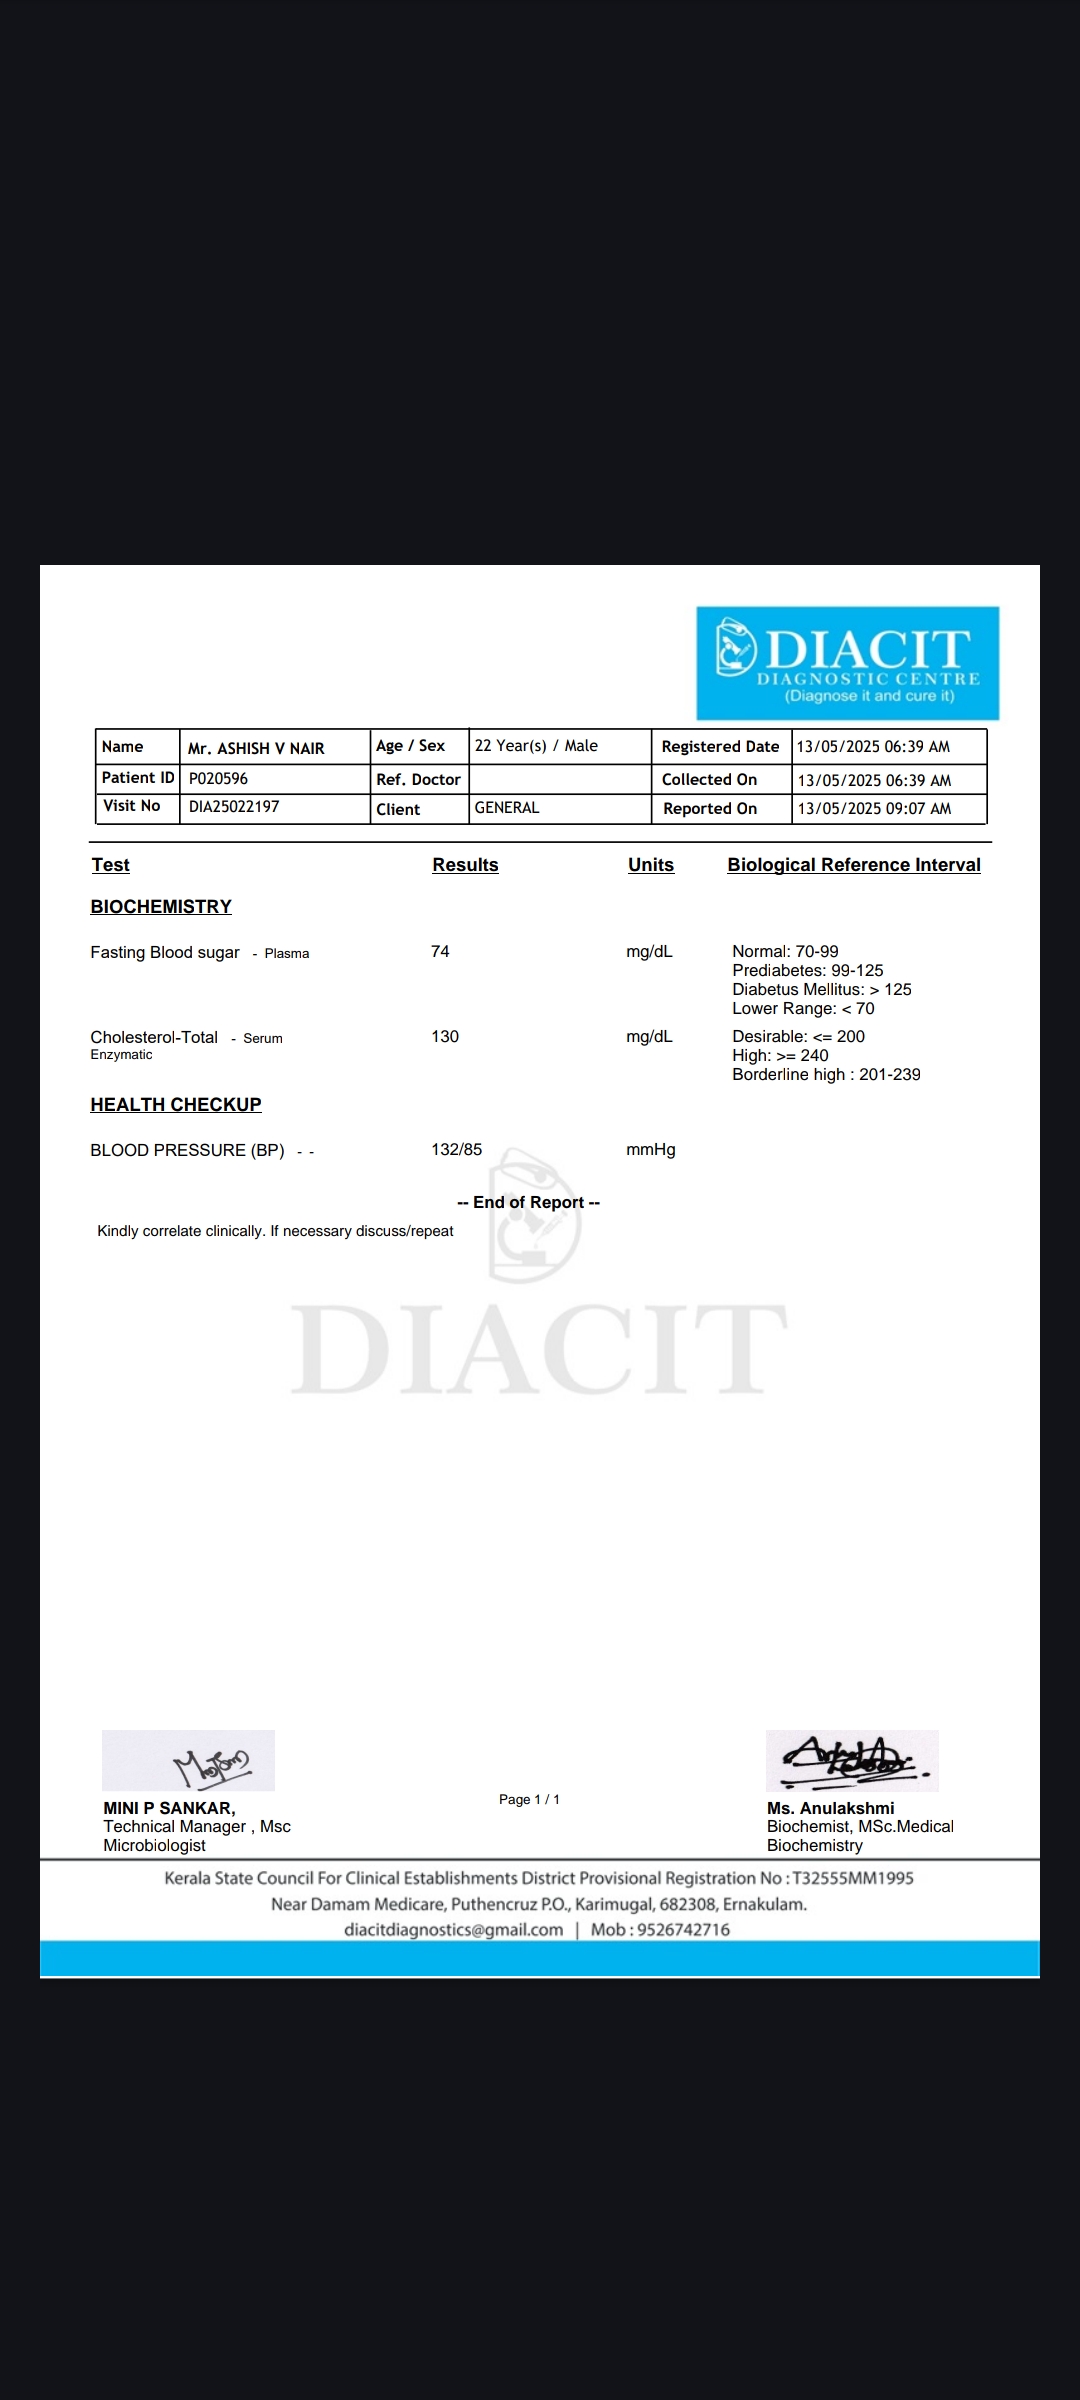 DIACIT
DIAGNOSTIC CENTRE
(Diagnose it and cure it)
Name Mr. ASHISH V NAIR Age / Sex 22 Year(s) / Male Registered Date 13/05/2025 06:39 AM
Patient ID P020596 Ref. Doctor Collected On 13/05/2025 06:39 AM
Visit No DIA25022197 Client GENERAL Reported On 13/05/2025 09:07 AM
Test Results Units Biological Reference Interval
BIOCHEMISTRY
Fasting Blood sugar - Plasma 74 mg/dL Normal: 70-99
Prediabetes: 99-125
Diabetus Mellitus: > 125
Lower Range: < 70
Cholesterol-Total - Serum 130 mg/dL Desirable: <= 200
Enzymatic High: >= 240
Borderline high : 201-239
HEALTH CHECKUP
BLOOD PRESSURE (BP) - - 132/85 mmHg
-- End of Report --
Kindly correlate clinically. If necessary discuss/repeat
DIACIT
MINI P SANKAR,
Technical Manager , Msc
Microbiologist
Page 1 / 1
Ms. Anulakshmi
Biochemist, MSc.Medical
Biochemistry
Kerala State Council For Clinical Establishments District Provisional Registration No : T32555MM1995
Near Damam Medicare, Puthencruz P.O., Karimugal, 682308, Ernakulam.
diacitdiagnostics@gmail.com | Mob : 9526742716